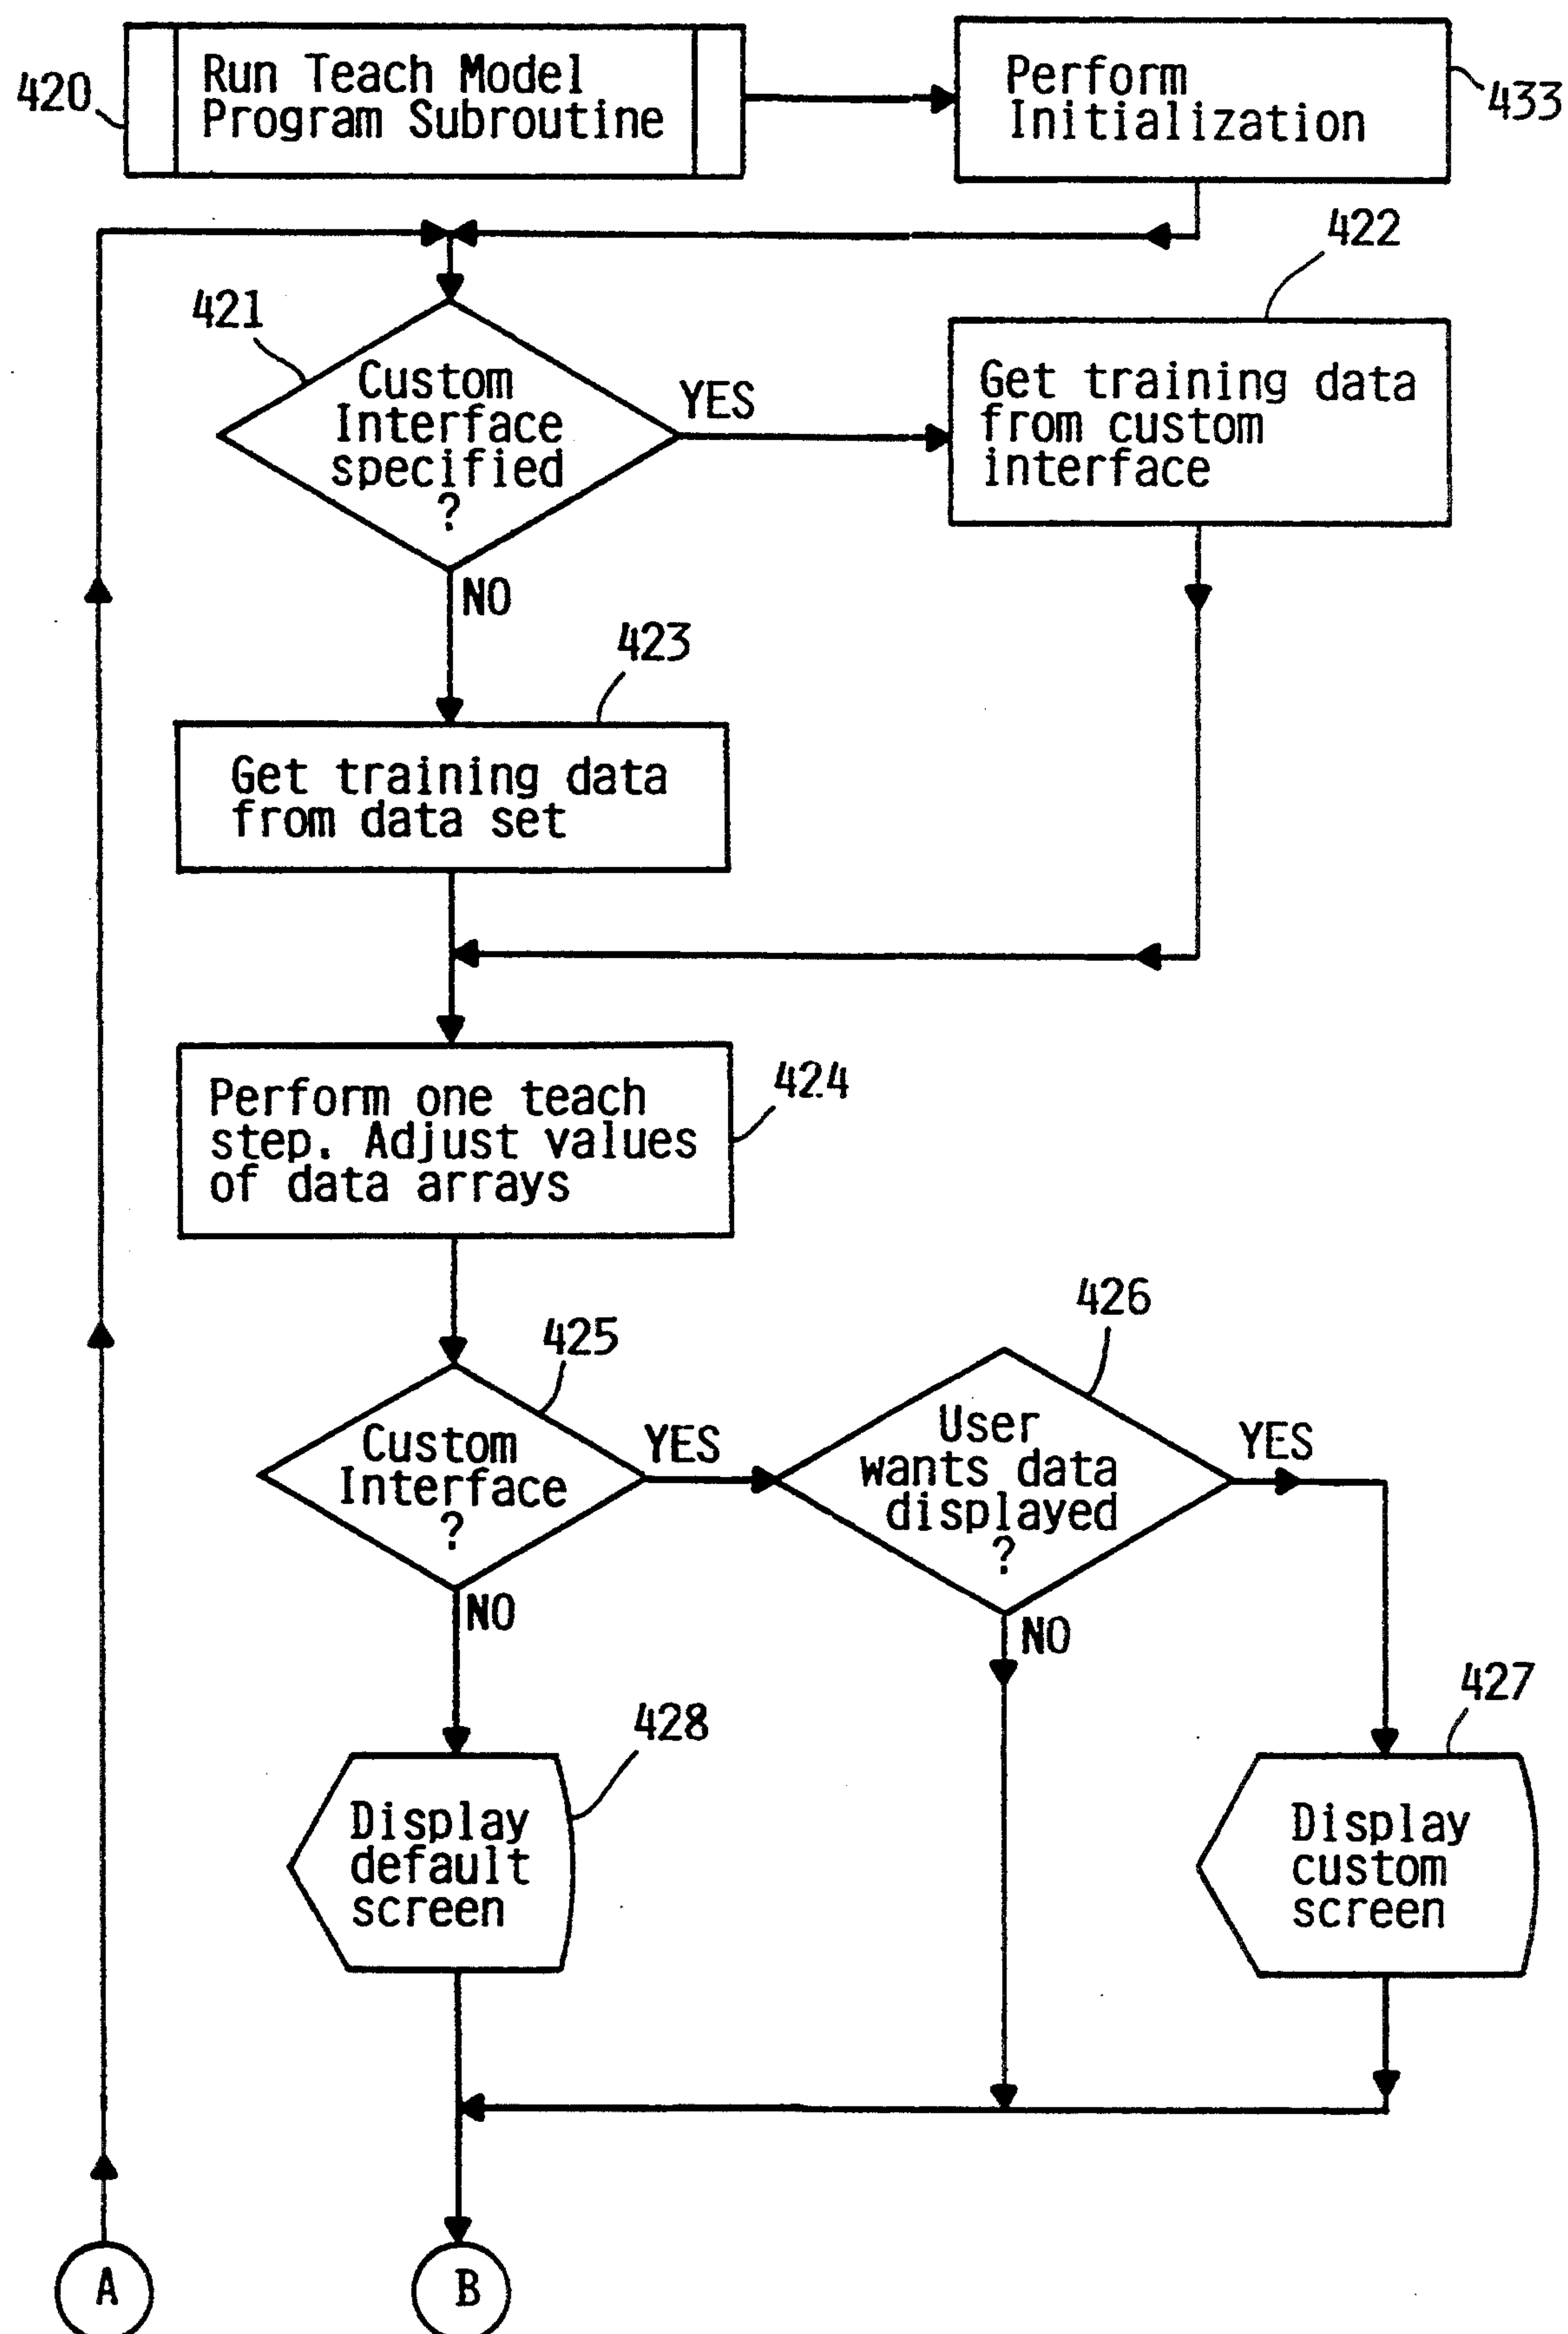 420
Run Teach Model
Program Subroutine
Perform
Initialization
433
421
Custom
Interface
specified
?
YES
NO
422
Get training data
from custom
interface
423
Get training data
from data set
424
Perform one teach
step. Adjust values
of data arrays
425
Custom
Interface
?
YES
NO
426
User
wants data
displayed
?
YES
NO
427
Display
custom
screen
428
Display
default
screen
A
B